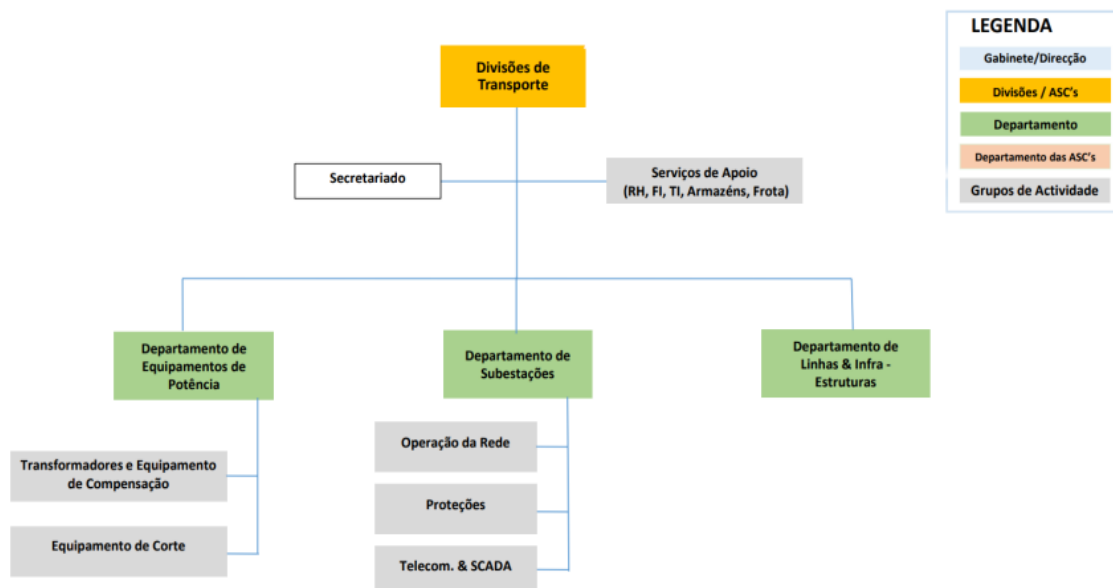 LEGENDA
Gabinete/Direcção
Divisões / ASC's
Departamento
Departamento das ASC's
Grupos de Actividade
Divisões de
Transporte
Secretariado
Serviços de Apoio
(RH, FI, TI, Armazéns, Frota)
Departamento de
Equipamentos de
Potência
Departamento de
Subestações
Departamento de
Linhas & Infra -
Estruturas
Transformadores e Equipamento
de Compensação
Equipamento de Corte
Operação da Rede
Proteções
Telecom. & SCADA